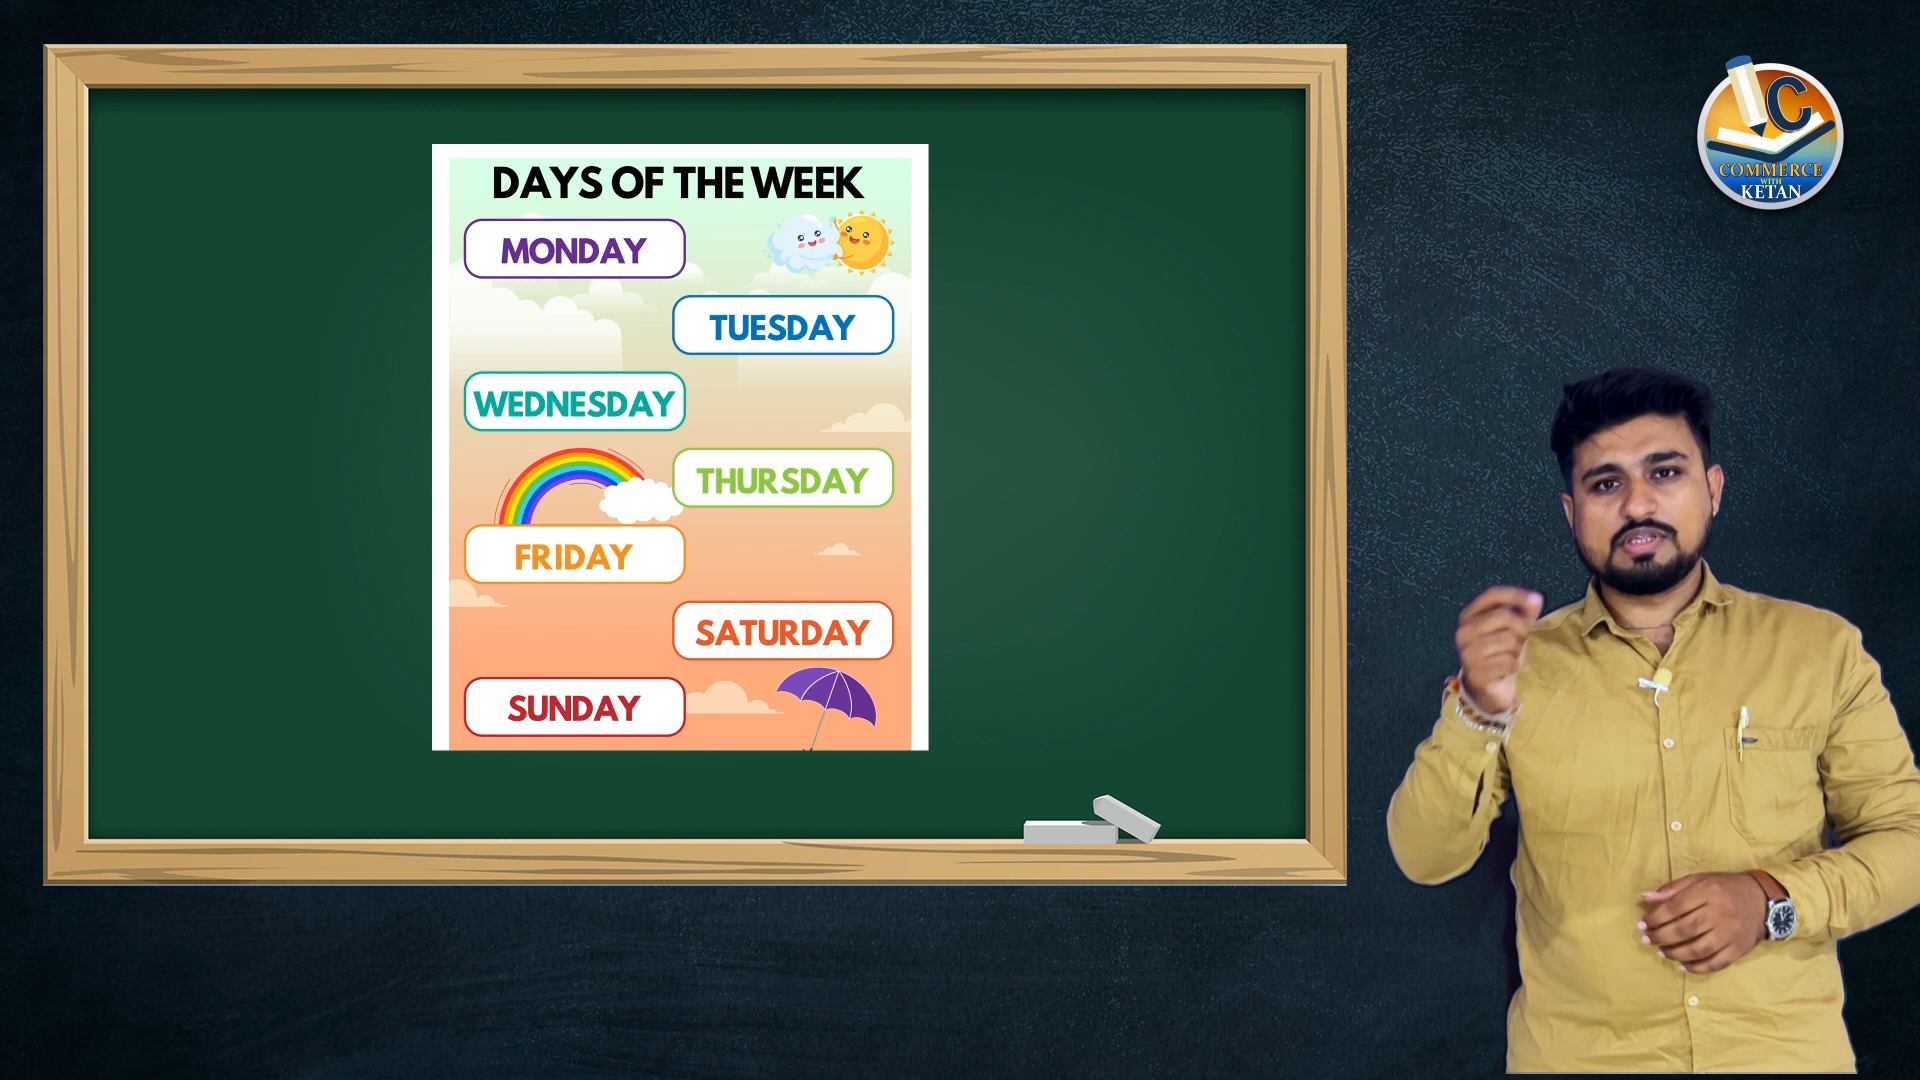 DAYS OF THE WEEK
MONDAY
TUESDAY
WEDNESDAY
THURSDAY
FRIDAY
SATURDAY
SUNDAY
C
COMMERCE
WITH
KETAN